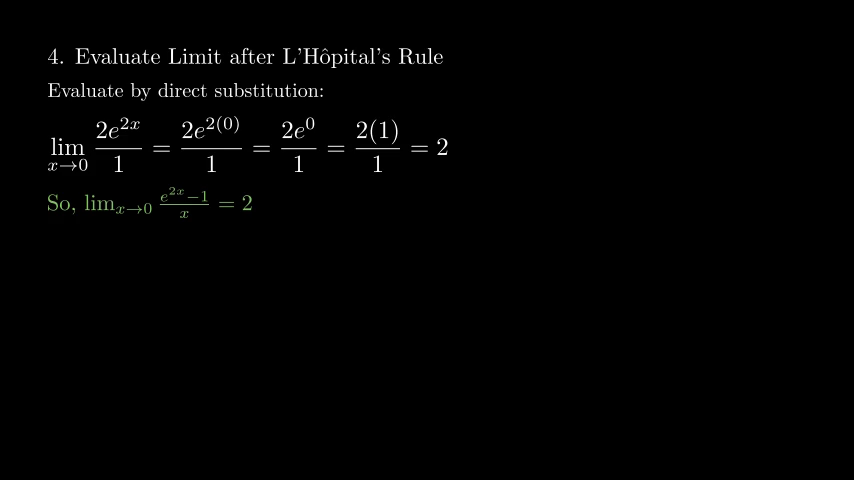 4. Evaluate Limit after L'Hôpital's Rule
Evaluate by direct substitution:
\lim_{x \to 0} \frac{2e^{2x}}{1} = \frac{2e^{2(0)}}{1} = \frac{2e^{0}}{1} = \frac{2(1)}{1} = 2
So, \lim_{x \to 0} \frac{e^{2x}-1}{x} = 2